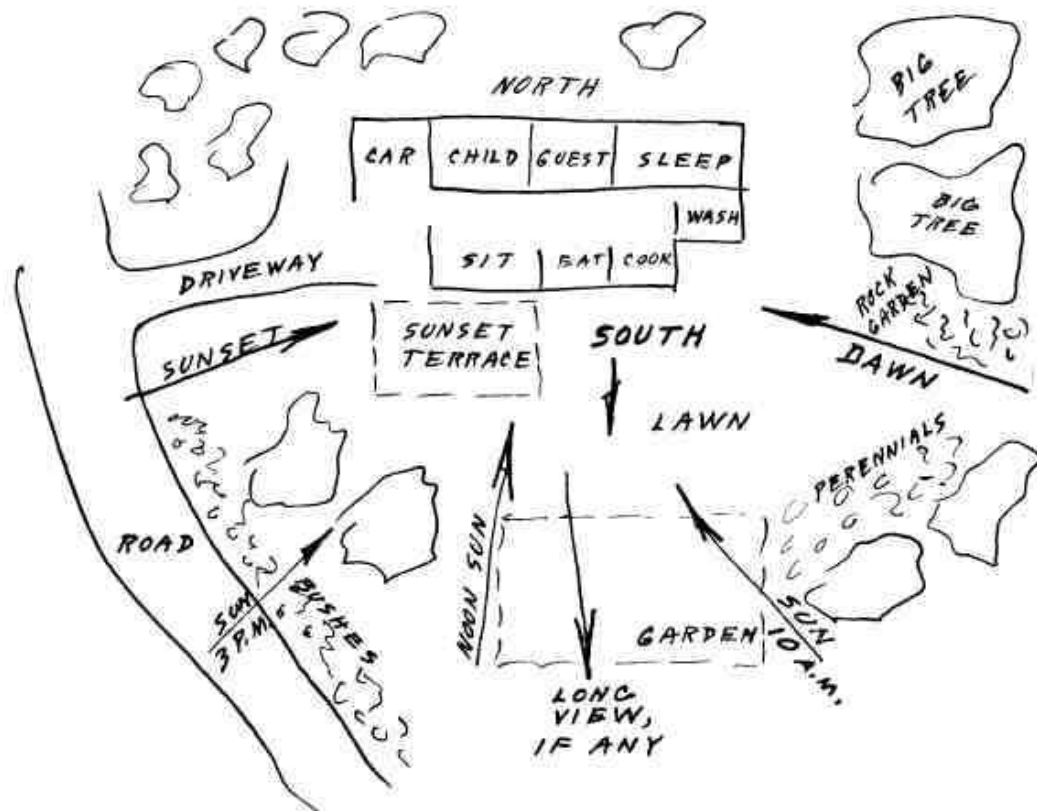 NORTH
BIG
TREE
CAR
CHILD
GUEST
SLEEP
BIG
TREE
WASH
SIT
EAT
COOK
DRIVEWAY
ROCK
GARDEN
SUNSET
SUNSET
TERRACE
SOUTH
DAWN
LAWN
PERENNIALS
ROAD
NOON SUN
SUN
3 P.M.
BUSHES
GARDEN
SUN
10 A.M.
LONG
VIEW,
IF ANY